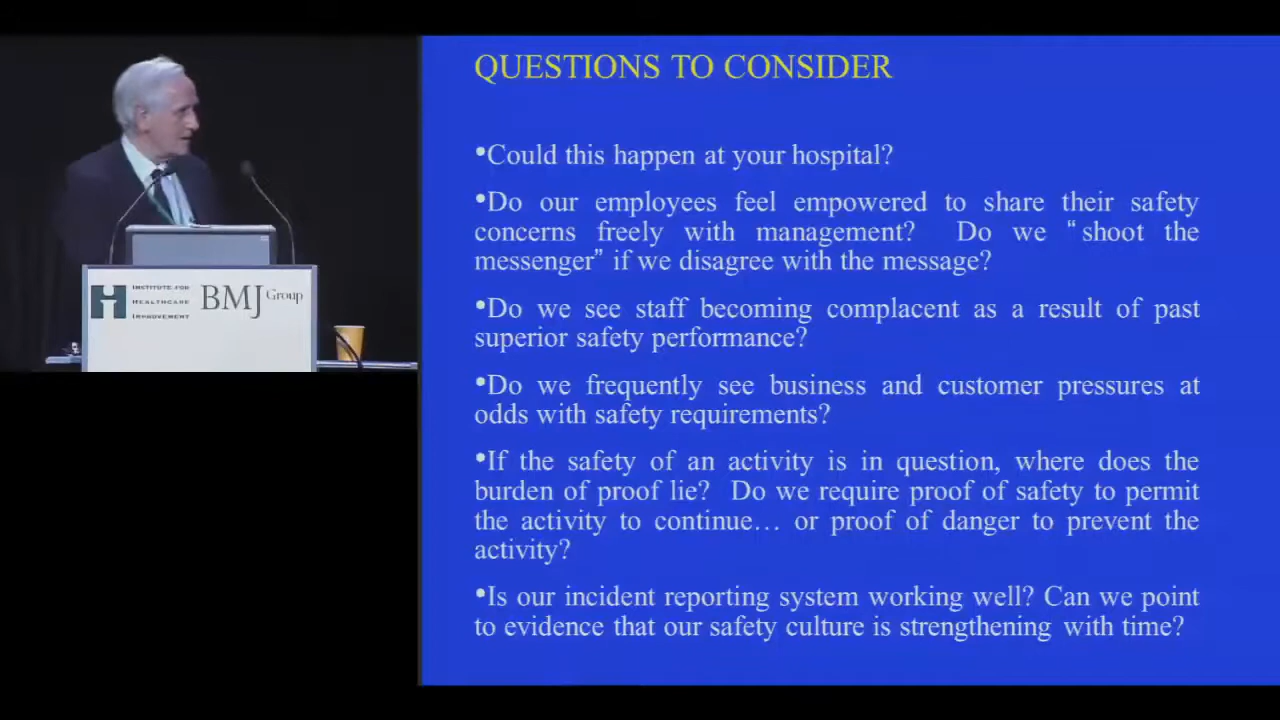 QUESTIONS TO CONSIDER
•Could this happen at your hospital?
•Do our employees feel empowered to share their safety
concerns freely with management? Do we “shoot the
messenger” if we disagree with the message?
•Do we see staff becoming complacent as a result of past
superior safety performance?
•Do we frequently see business and customer pressures at
odds with safety requirements?
•If the safety of an activity is in question, where does the
burden of proof lie? Do we require proof of safety to permit
the activity to continue… or proof of danger to prevent the
activity?
•Is our incident reporting system working well? Can we point
to evidence that our safety culture is strengthening with time?
INSTITUTE FOR
HEALTHCARE
IMPROVEMENT
BMJ Group